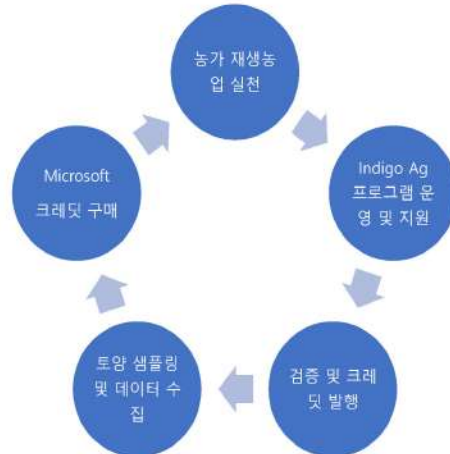 농가 재생농
업 실천
Indigo Ag
프로그램 운
영 및 지원
검증 및 크레
딧 발행
토양 샘플링
및 데이터 수
집
Microsoft
크레딧 구매